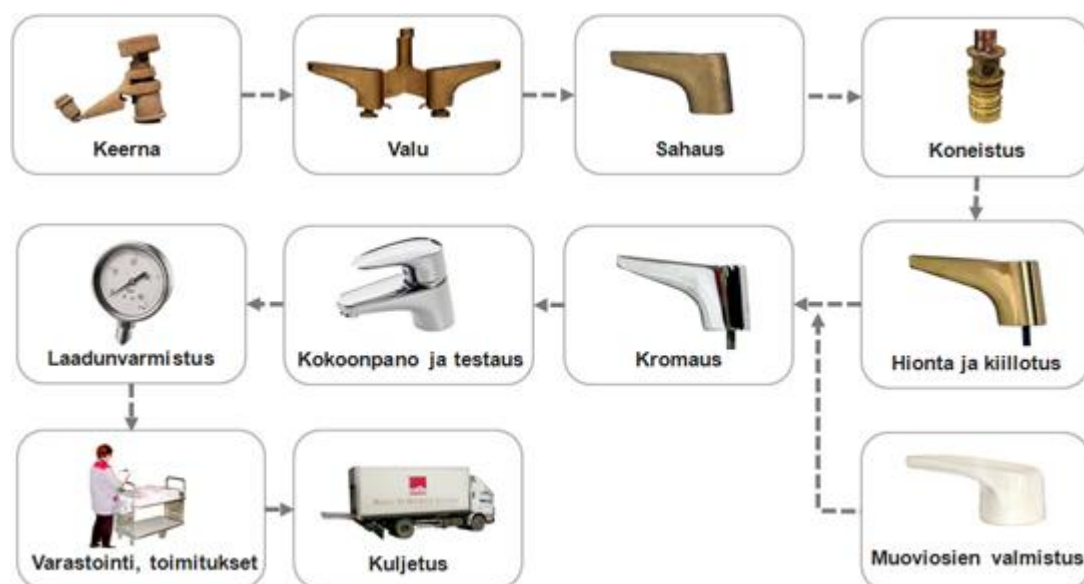 Keerna
Valu
Sahaus
Koneistus
Laadunvarmistus
Kokoonpano ja testaus
Kromaus
Hionta ja kiillotus
Varastointi, toimitukset
Kuljetus
Muoviosien valmistus